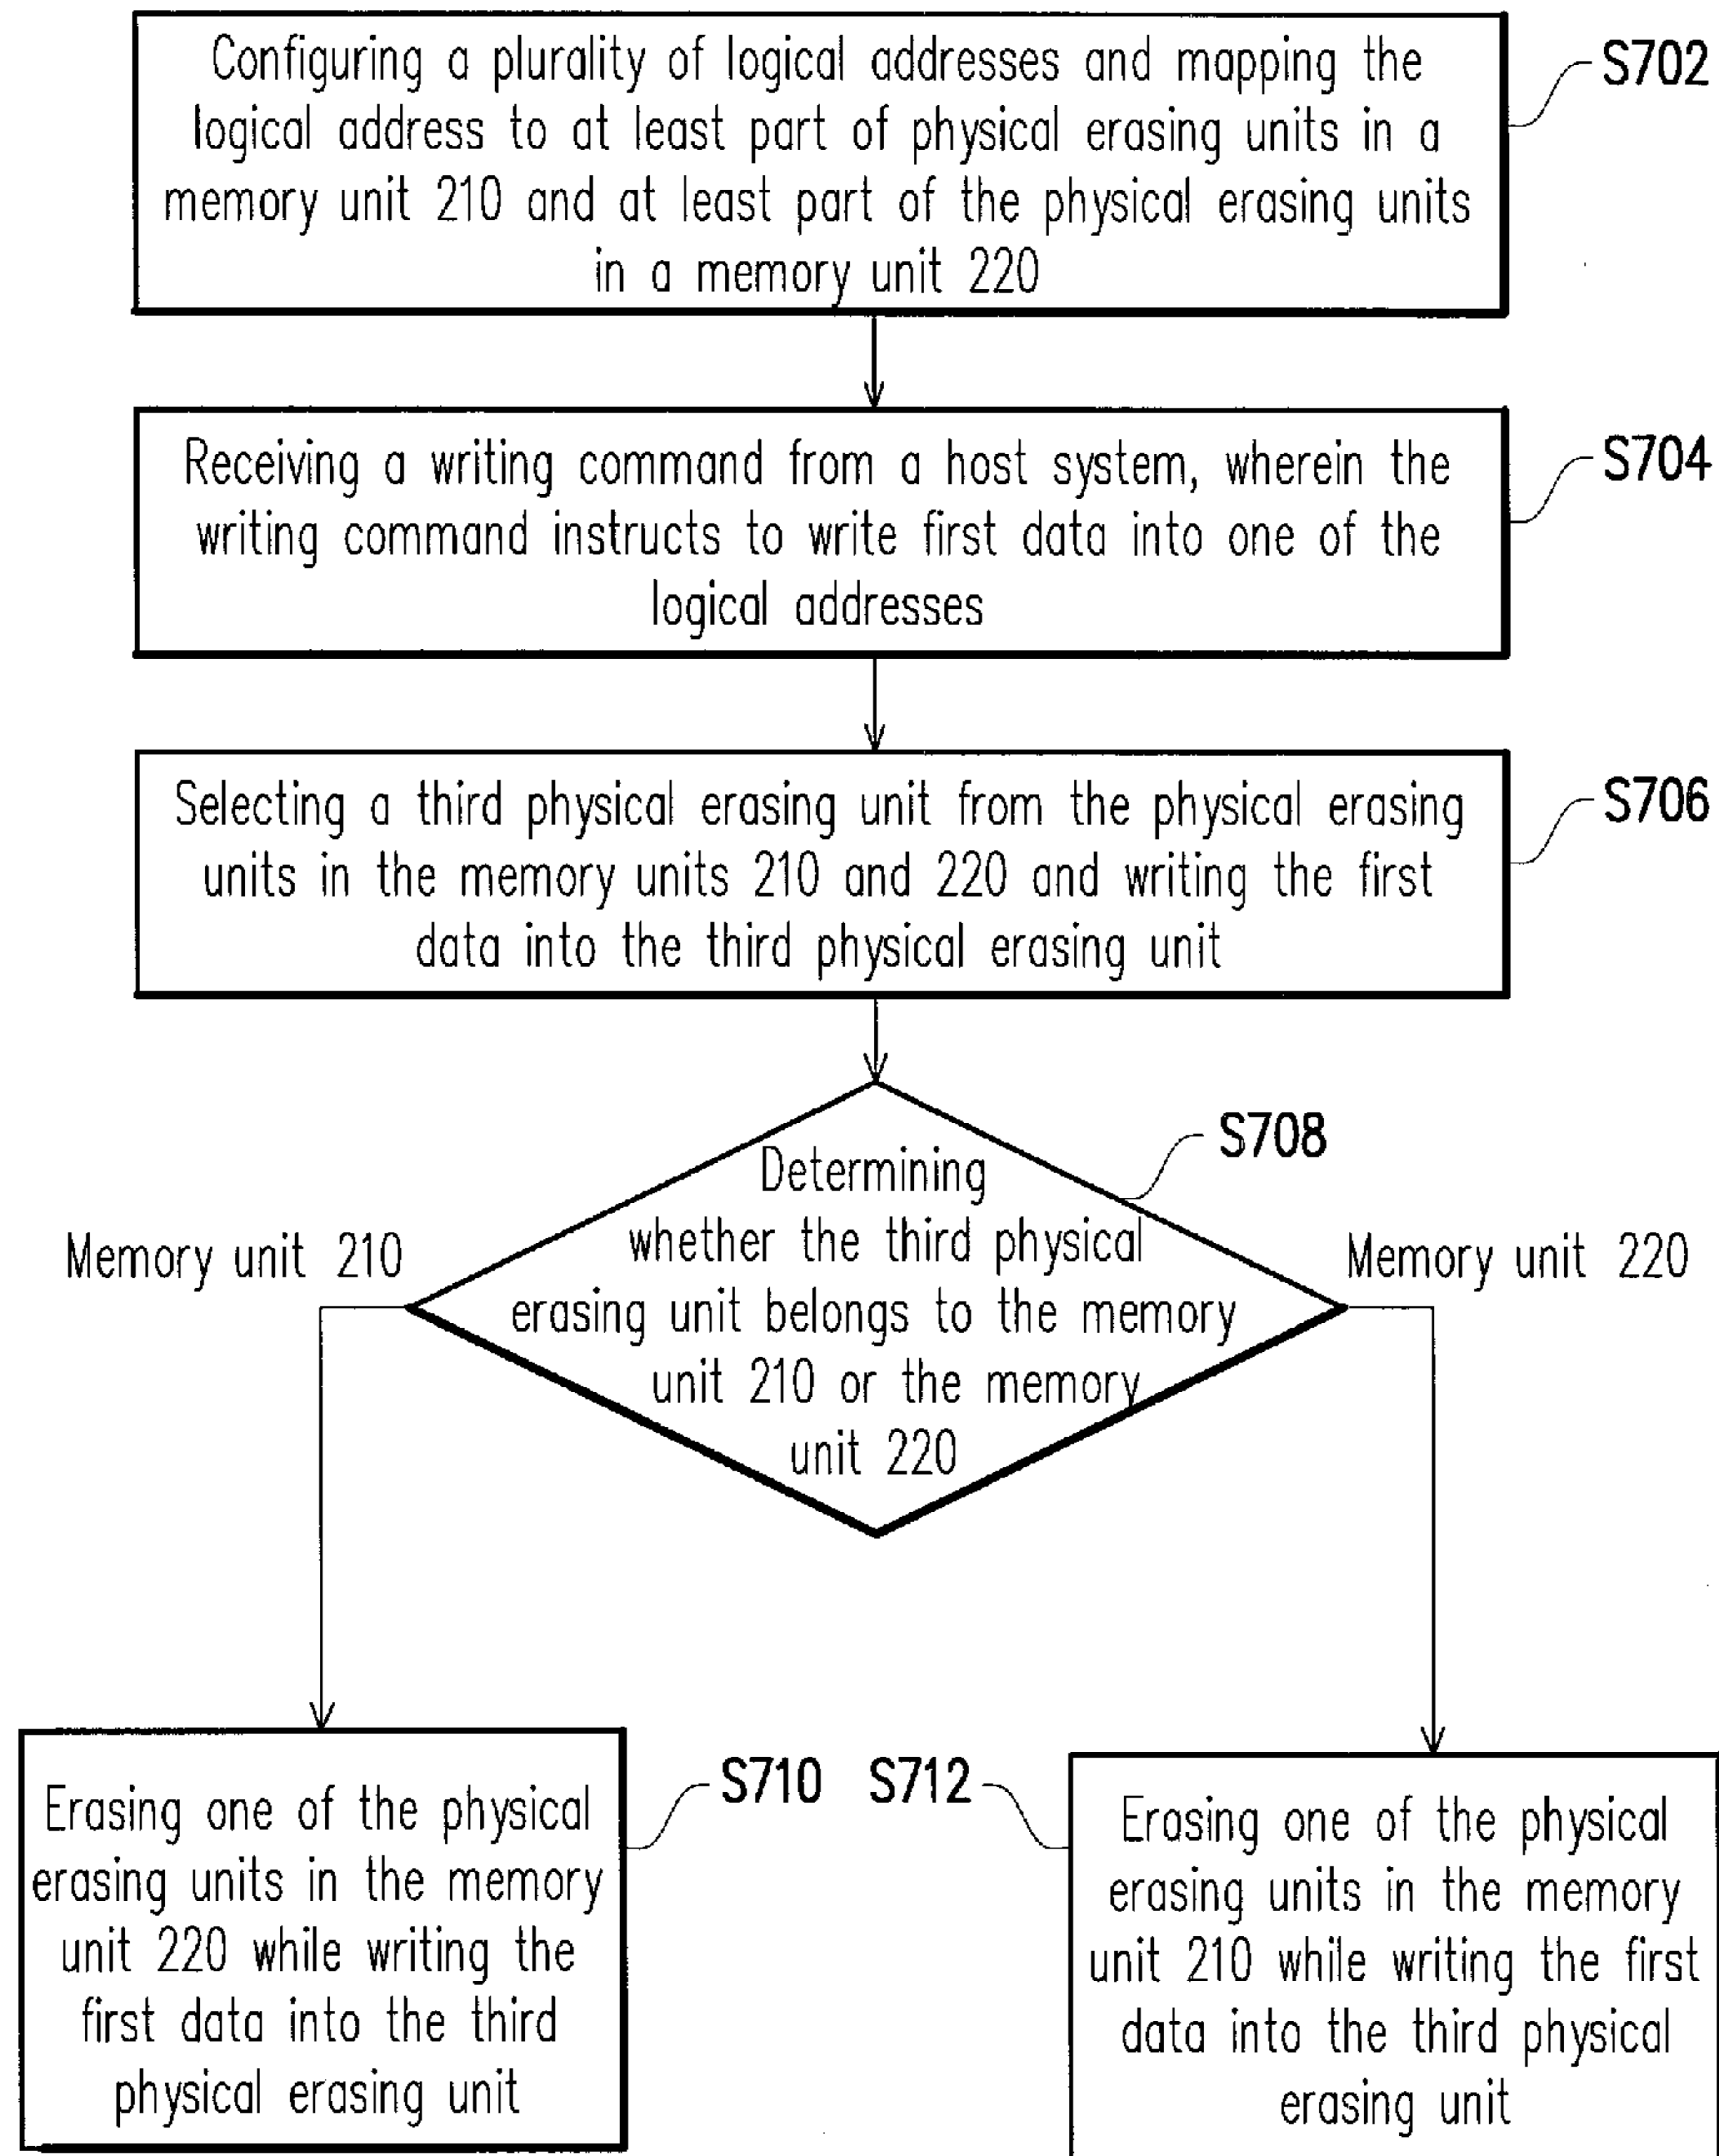 Configuring a plurality of logical addresses and mapping the
logical address to at least part of physical erasing units in a
memory unit 210 and at least part of the physical erasing units
in a memory unit 220
S702
Receiving a writing command from a host system, wherein the
writing command instructs to write first data into one of the
logical addresses
S704
Selecting a third physical erasing unit from the physical erasing
units in the memory units 210 and 220 and writing the first
data into the third physical erasing unit
S706
S708
Determining
whether the third physical
erasing unit belongs to the memory
unit 210 or the memory
unit 220
Memory unit 210
Memory unit 220
Erasing one of the physical
erasing units in the memory
unit 220 while writing the
first data into the third
physical erasing unit
S710
S712
Erasing one of the physical
erasing units in the memory
unit 210 while writing the first
data into the third physical
erasing unit